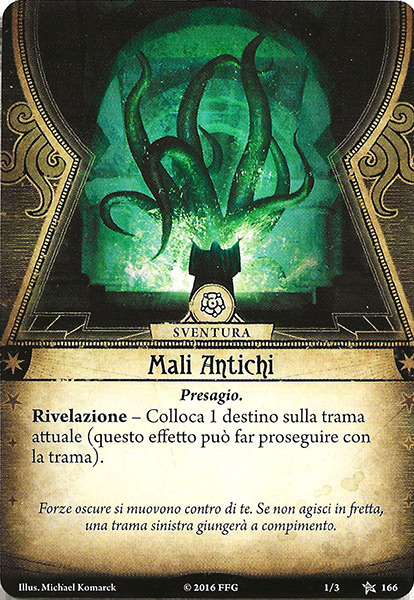 SVENTURA
Mali Antichi
Presagio.
Rivelazione – Colloca 1 destino sulla trama
attuale (questo effetto può far proseguire con
la trama).
Forze oscure si muovono contro di te. Se non agisci in fretta,
una trama sinistra giungerà a compimento.
Illus. Michael Komarck © 2016 FFG 1/3 166